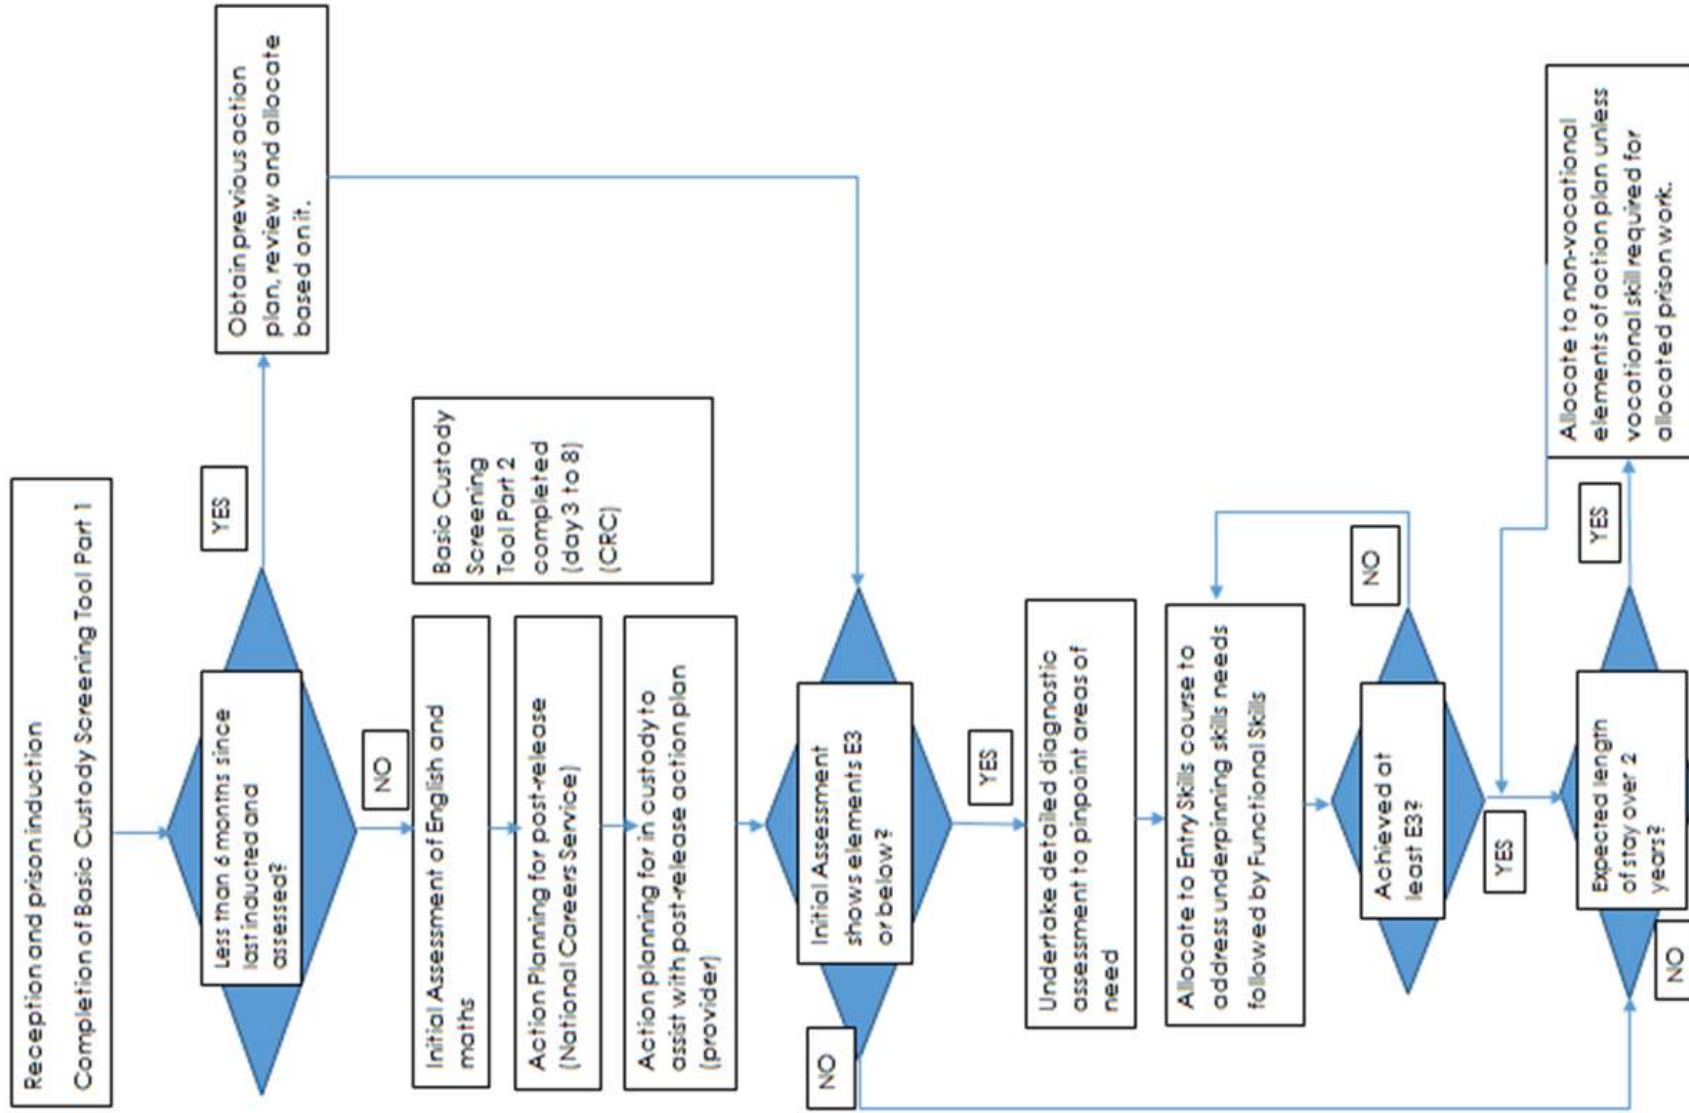 Reception and prison induction
Completion of Basic Custody Screening Tool Part 1
Less than 6 months since
last inducted and
assessed?
YES
Obtain previous action
plan, review and allocate
based on it.
NO
Initial Assessment of English and
maths
Basic Custody
Screening
Tool Part 2
completed
(day 3 to 8)
(CRC)
Action Planning for post-release
(National Careers Service)
Action planning for in custody to
assist with post-release action plan
(provider)
Initial Assessment
shows elements E3
or below?
NO
YES
Undertake detailed diagnostic
assessment to pinpoint areas of
need
Allocate to Entry Skills course to
address underpinning skills needs
followed by Functional Skills
Achieved at
least E3?
NO
YES
Expected length
of stay over 2
years?
YES
Allocate to non-vocational
elements of action plan unless
vocational skill required for
allocated prison work.
NO